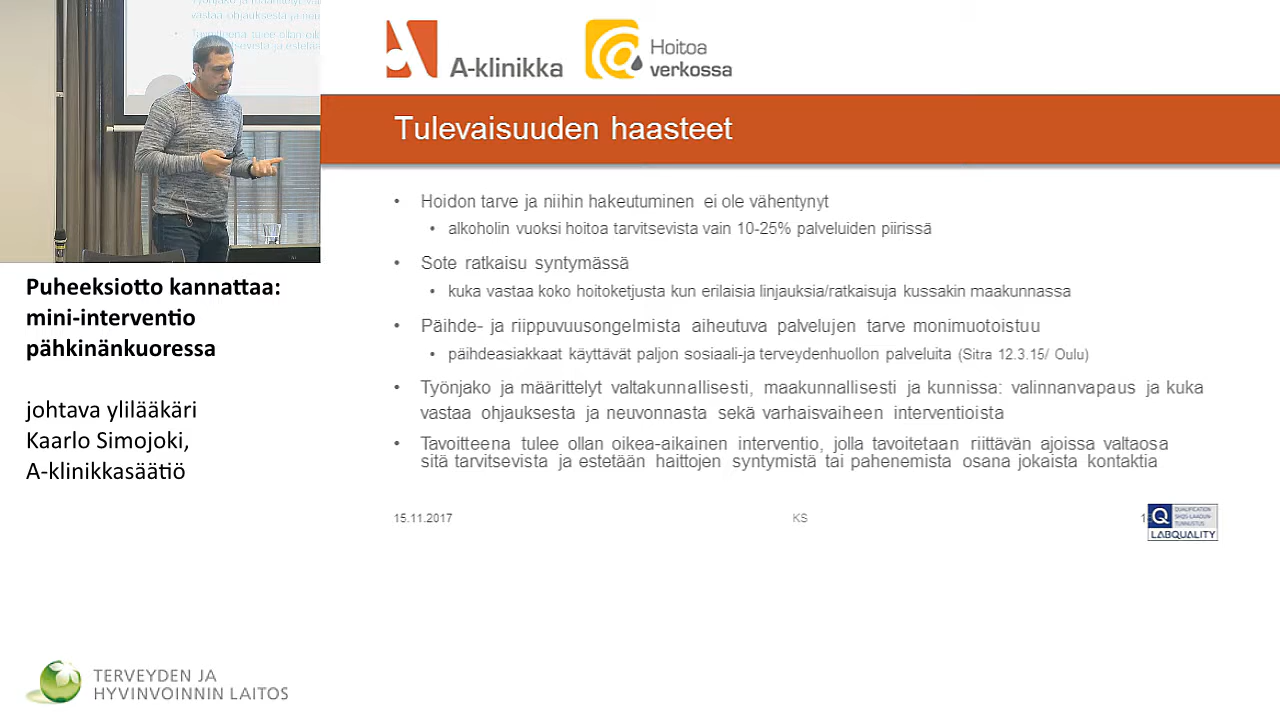 vastaa ohjauksesta ja neu
A-klinikka
Hoitoa
verkossa
Tulevaisuuden haasteet
• Hoidon tarve ja niihin hakeutuminen ei ole vähentynyt
• alkoholin vuoksi hoitoa tarvitsevista vain 10-25% palveluiden piirissä
• Sote ratkaisu syntymässä
• kuka vastaa koko hoitoketjusta kun erilaisia linjauksia/ratkaisuja kussakin maakunnassa
• Päihde- ja riippuvuusongelmista aiheutuva palvelujen tarve monimuotoistuu
• päihdeasiakkaat käyttävät paljon sosiaali-ja terveydenhuollon palveluita (Sitra 12.3.15/ Oulu)
• Työnjako ja määrittelyt valtakunnallisesti, maakunnallisesti ja kunnissa: valinnanvapaus ja kuka
vastaa ohjauksesta ja neuvonnasta sekä varhaisvaiheen interventioista
• Tavoitteena tulee ollan oikea-aikainen interventio, jolla tavoitetaan riittävän ajoissa valtaosa
sitä tarvitsevista ja estetään haittojen syntymistä tai pahenemista osana jokaista kontaktia
15.11.2017
KS
Q
LABQUALITY
Puheeksiotto kannattaa:
mini-interventio
pähkinänkuoressa
johtava ylilääkäri
Kaarlo Simojoki,
A-klinikkasäätiö
TERVEYDEN JA
HYVINVOINNIN LAITOS